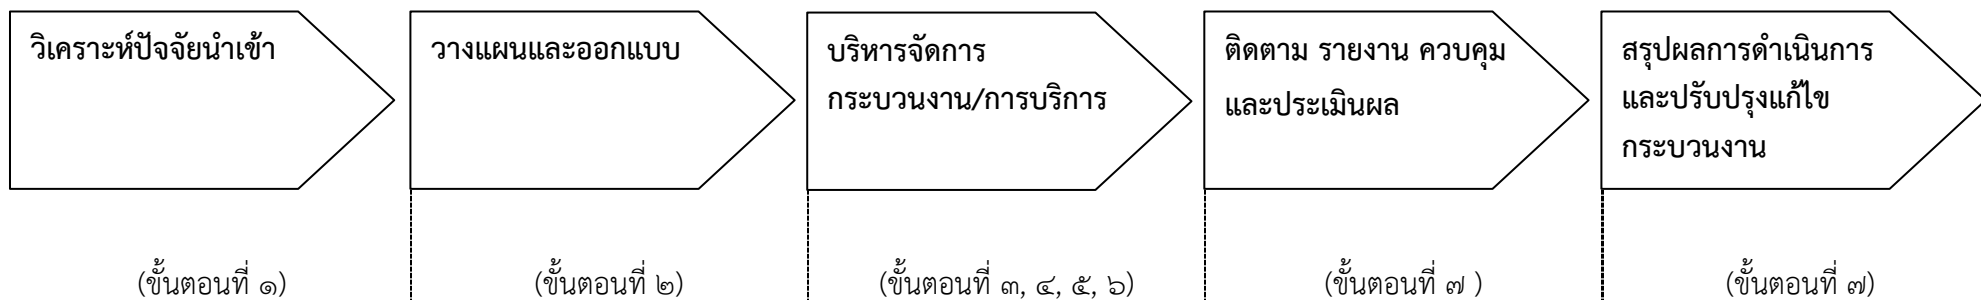 วิเคราะห์ปัจจัยนำเข้า
วางแผนและออกแบบ
บริหารจัดการ
กระบวนงาน/การบริการ
ติดตาม รายงาน ควบคุม
และประเมินผล
สรุปผลการดำเนินการ
และปรับปรุงแก้ไข
กระบวนงาน
(ขั้นตอนที่ ๑)
(ขั้นตอนที่ ๒)
(ขั้นตอนที่ ๓, ๔, ๕, ๖)
(ขั้นตอนที่ ๗ )
(ขั้นตอนที่ ๗)